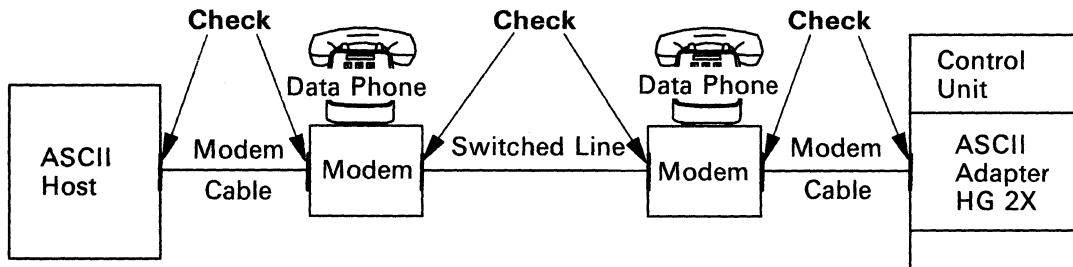 Check
Check
Check
Data Phone
Data Phone
Control
Unit
ASCII
Host
Modem
Cable
Modem
Switched Line
Modem
Modem
Cable
ASCII
Adapter
HG 2X